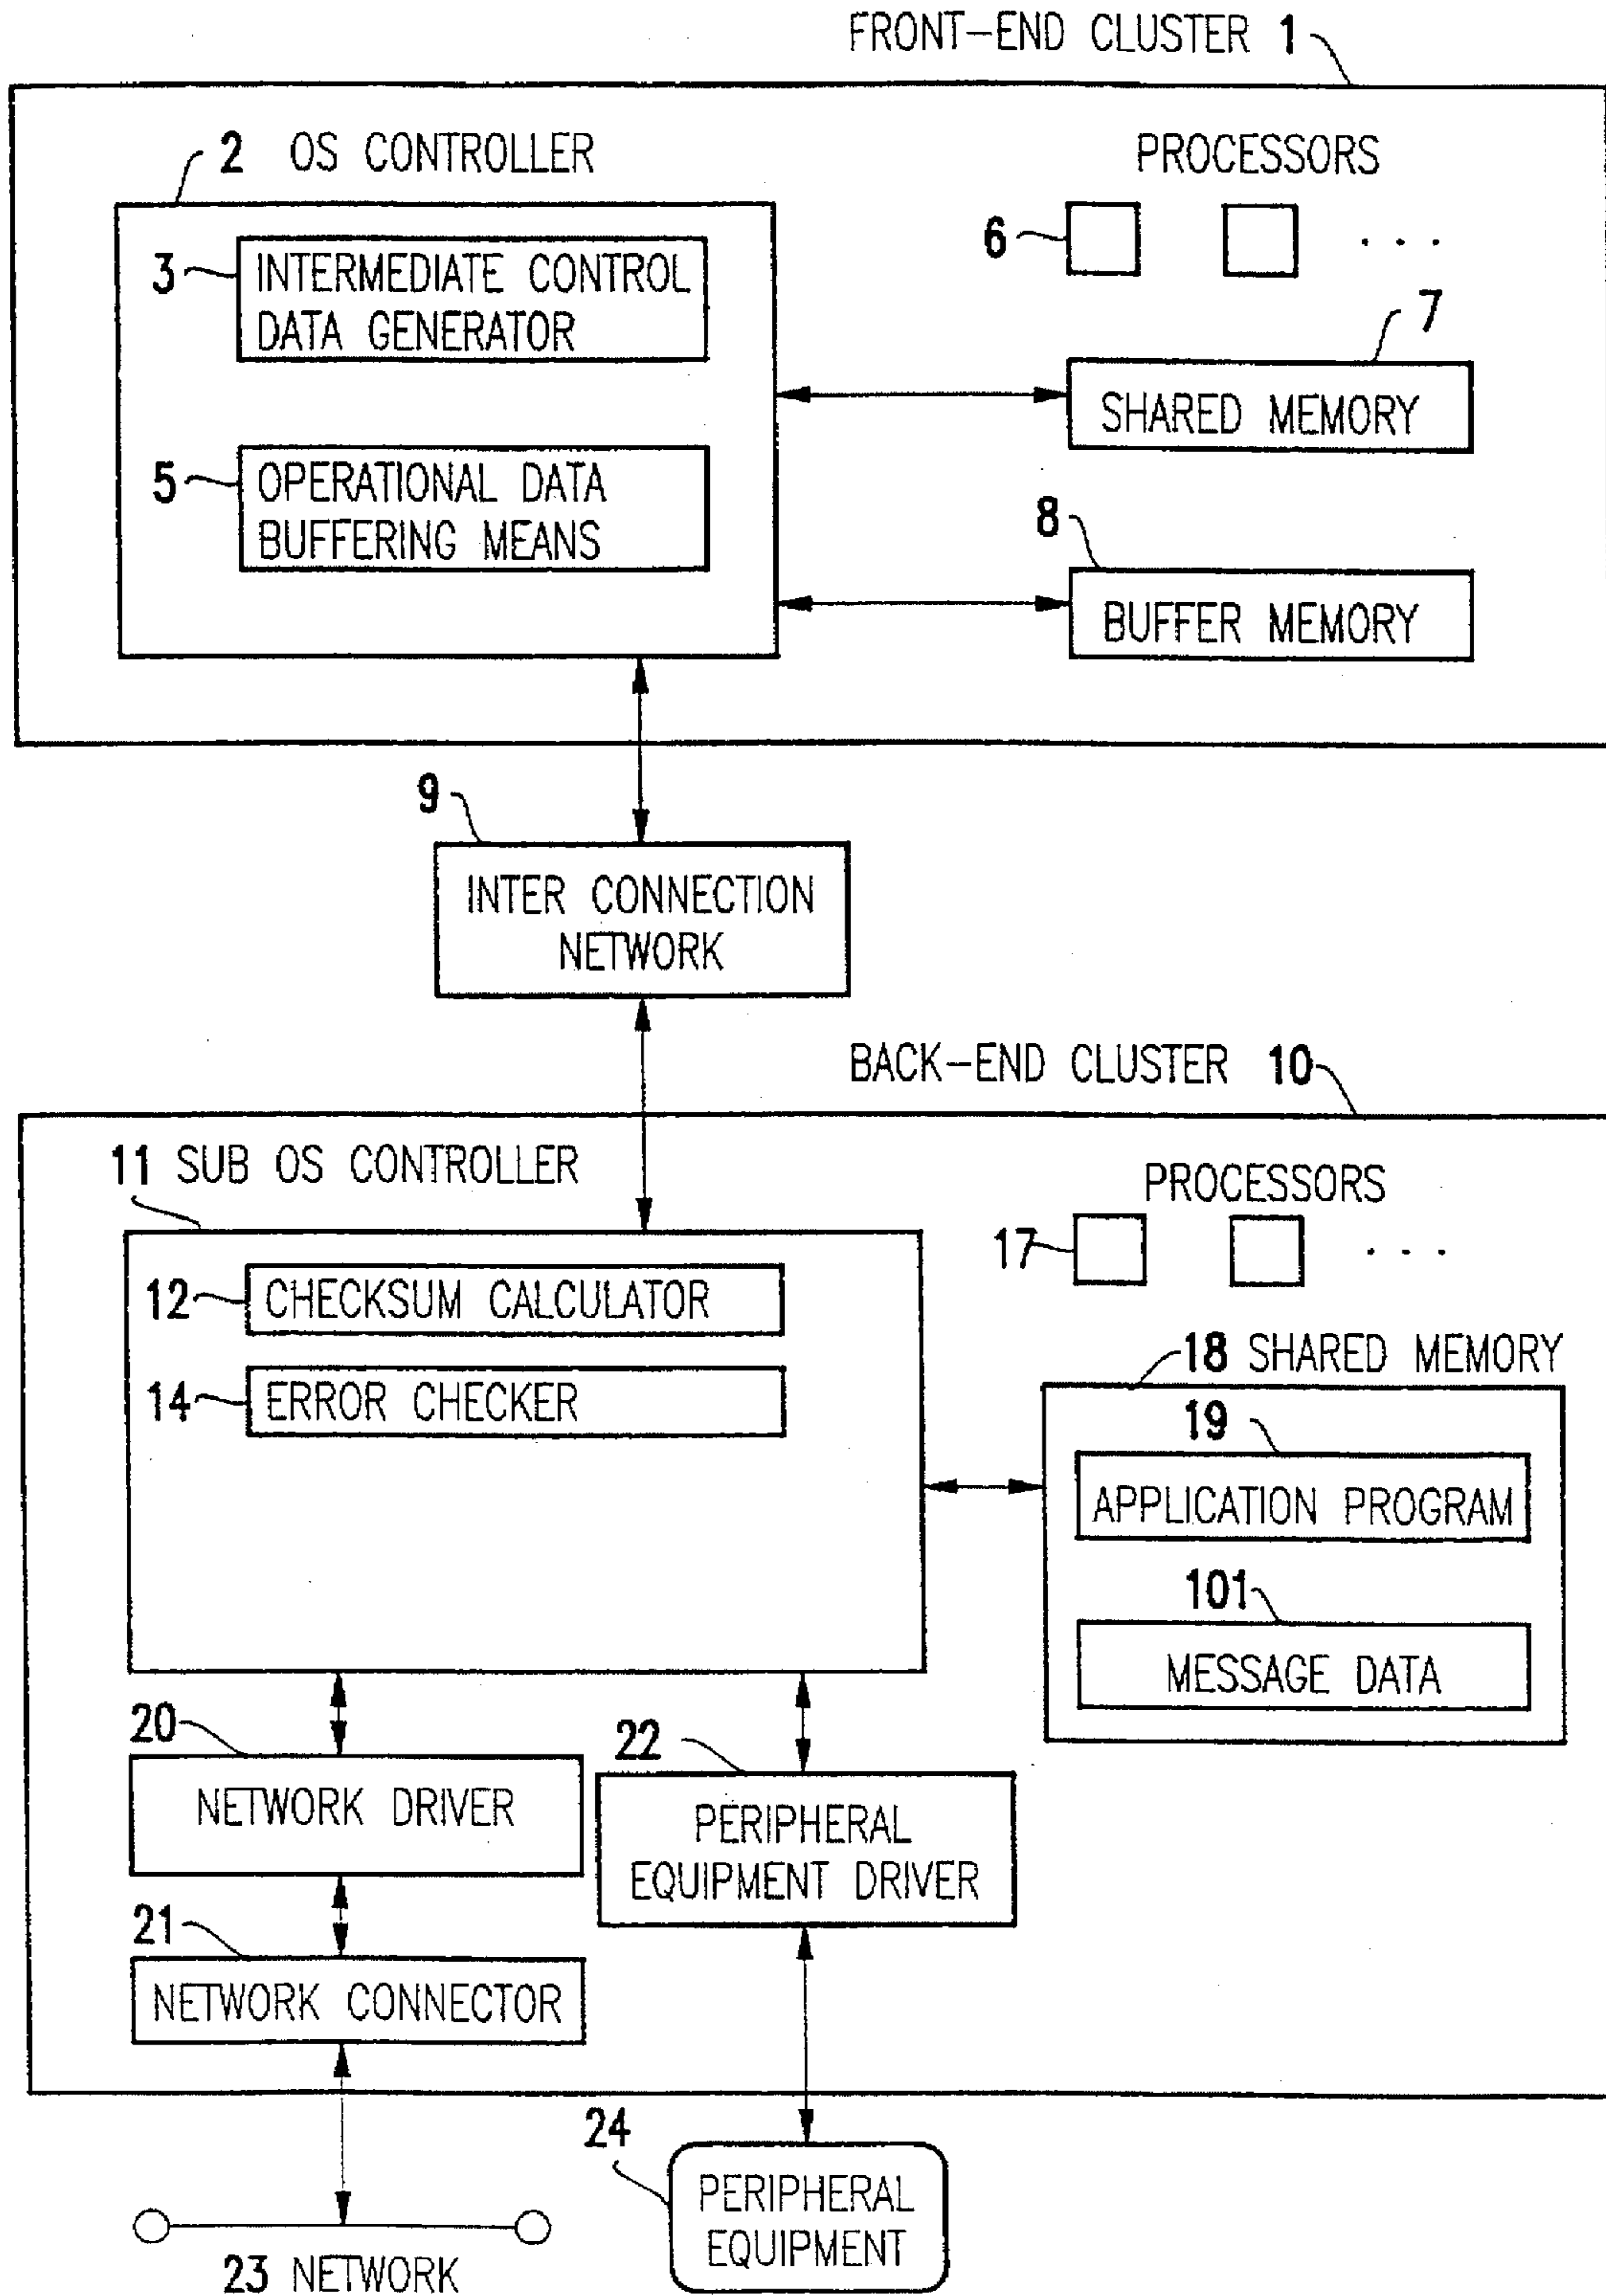 FRONT-END CLUSTER 1
2 OS CONTROLLER
PROCESSORS
3
INTERMEDIATE CONTROL
DATA GENERATOR
6
. . .
7
SHARED MEMORY
5
OPERATIONAL DATA
BUFFERING MEANS
8
BUFFER MEMORY
9
INTER CONNECTION
NETWORK
BACK-END CLUSTER 10
11 SUB OS CONTROLLER
PROCESSORS
17
. . .
12
CHECKSUM CALCULATOR
14
ERROR CHECKER
18 SHARED MEMORY
19
APPLICATION PROGRAM
101
MESSAGE DATA
20
NETWORK DRIVER
22
PERIPHERAL
EQUIPMENT DRIVER
21
NETWORK CONNECTOR
24
PERIPHERAL
EQUIPMENT
23 NETWORK